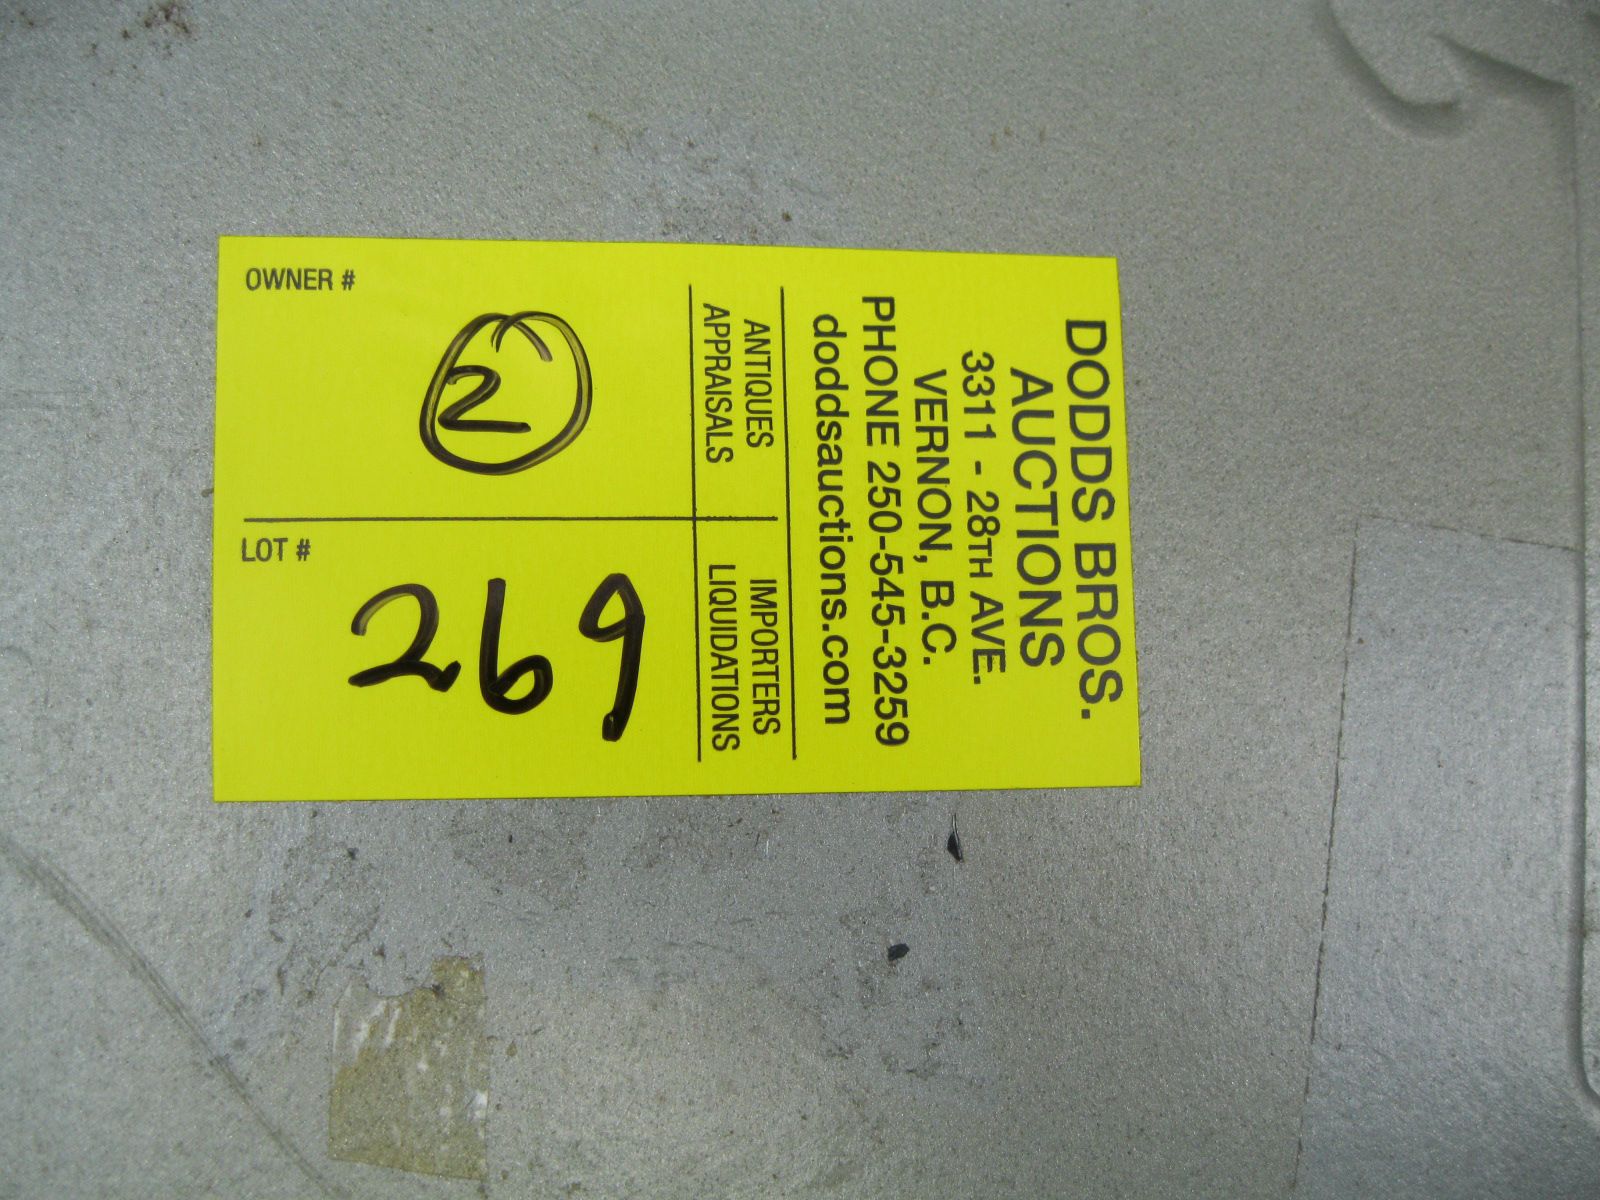 DODDS BROS.
AUCTIONS
3311 - 28TH AVE.
VERNON, B.C.
PHONE 250-545-3259
doddsauctions.com
ANTIQUES
APPRAISALS
IMPORTERS
LIQUIDATIONS
OWNER #
2
LOT #
269